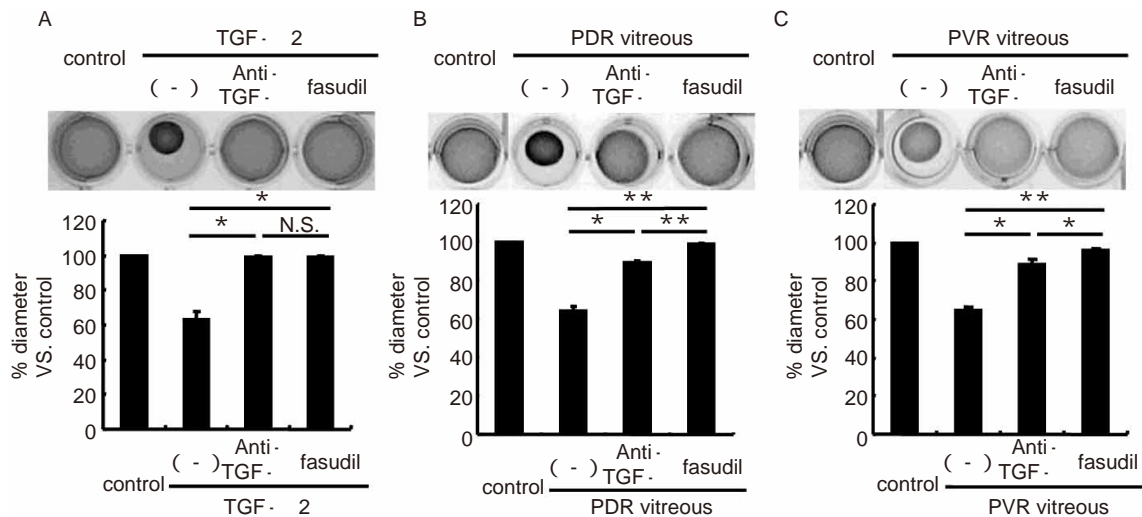 A
TGF- 2
control
( - )
Anti-
TGF-
fasudil
*
*
N.S.
120
100
80
60
40
20
0
% diameter
VS. control
( - )
Anti-
TGF-
fasudil
control
TGF- 2
B
PDR vitreous
control
( - )
Anti-
TGF-
fasudil
**
*
**
120
100
80
60
40
20
0
% diameter
VS. control
( - )
Anti-
TGF-
fasudil
control
PDR vitreous
C
PVR vitreous
control
( - )
Anti-
TGF-
fasudil
**
*
*
120
100
80
60
40
20
0
% diameter
VS. control
( - )
Anti-
TGF-
fasudil
control
PVR vitreous